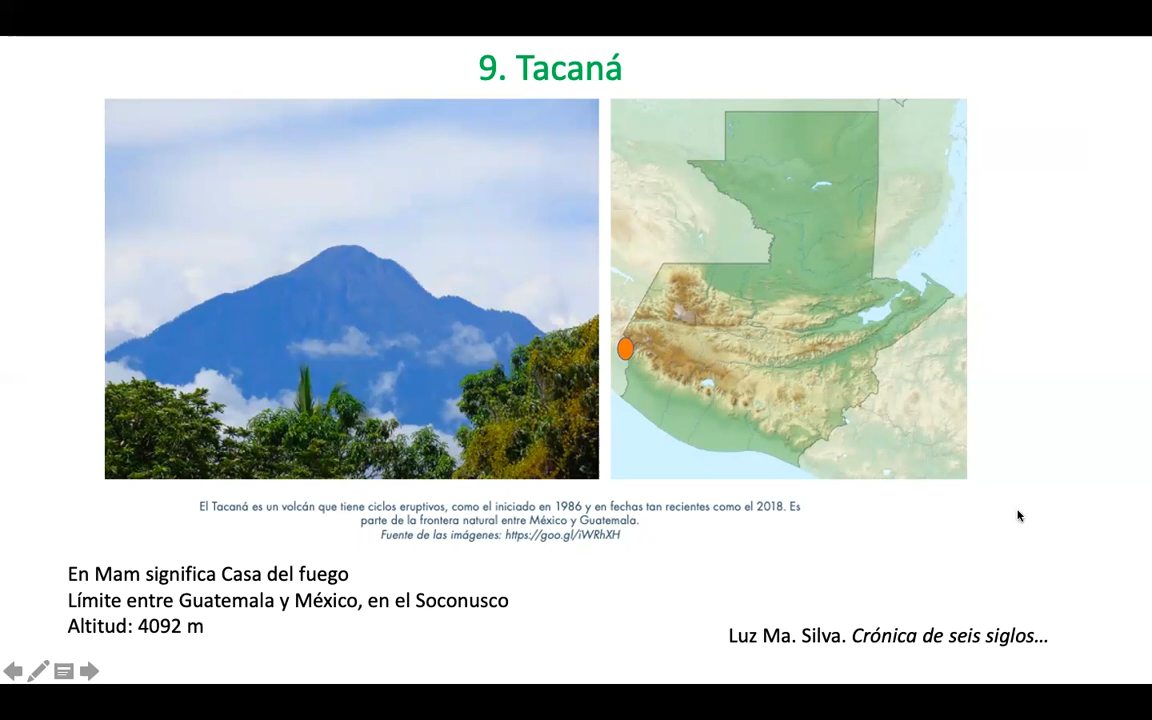 9. Tacaná
El Tacaná es un volcán que tiene ciclos eruptivos, como el iniciado en 1986 y en fechas tan recientes como el 2018. Es
parte de la frontera natural entre México y Guatemala.
Fuente de las imágenes: https://goo.gl/iWRhXH
En Mam significa Casa del fuego
Límite entre Guatemala y México, en el Soconusco
Altitud: 4092 m
Luz Ma. Silva. Crónica de seis siglos...